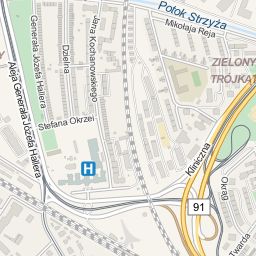 Potok Strzyża
Mikołaja Reja
ZIELONY
TRÓJKĄT
Generała Józefa Hallera
Dzielna
Jana Kochanowskiego
Aleja Generała Józefa Hallera
Stefana Okrzei
H
Kliniczna
91
Okrąg
Twarda